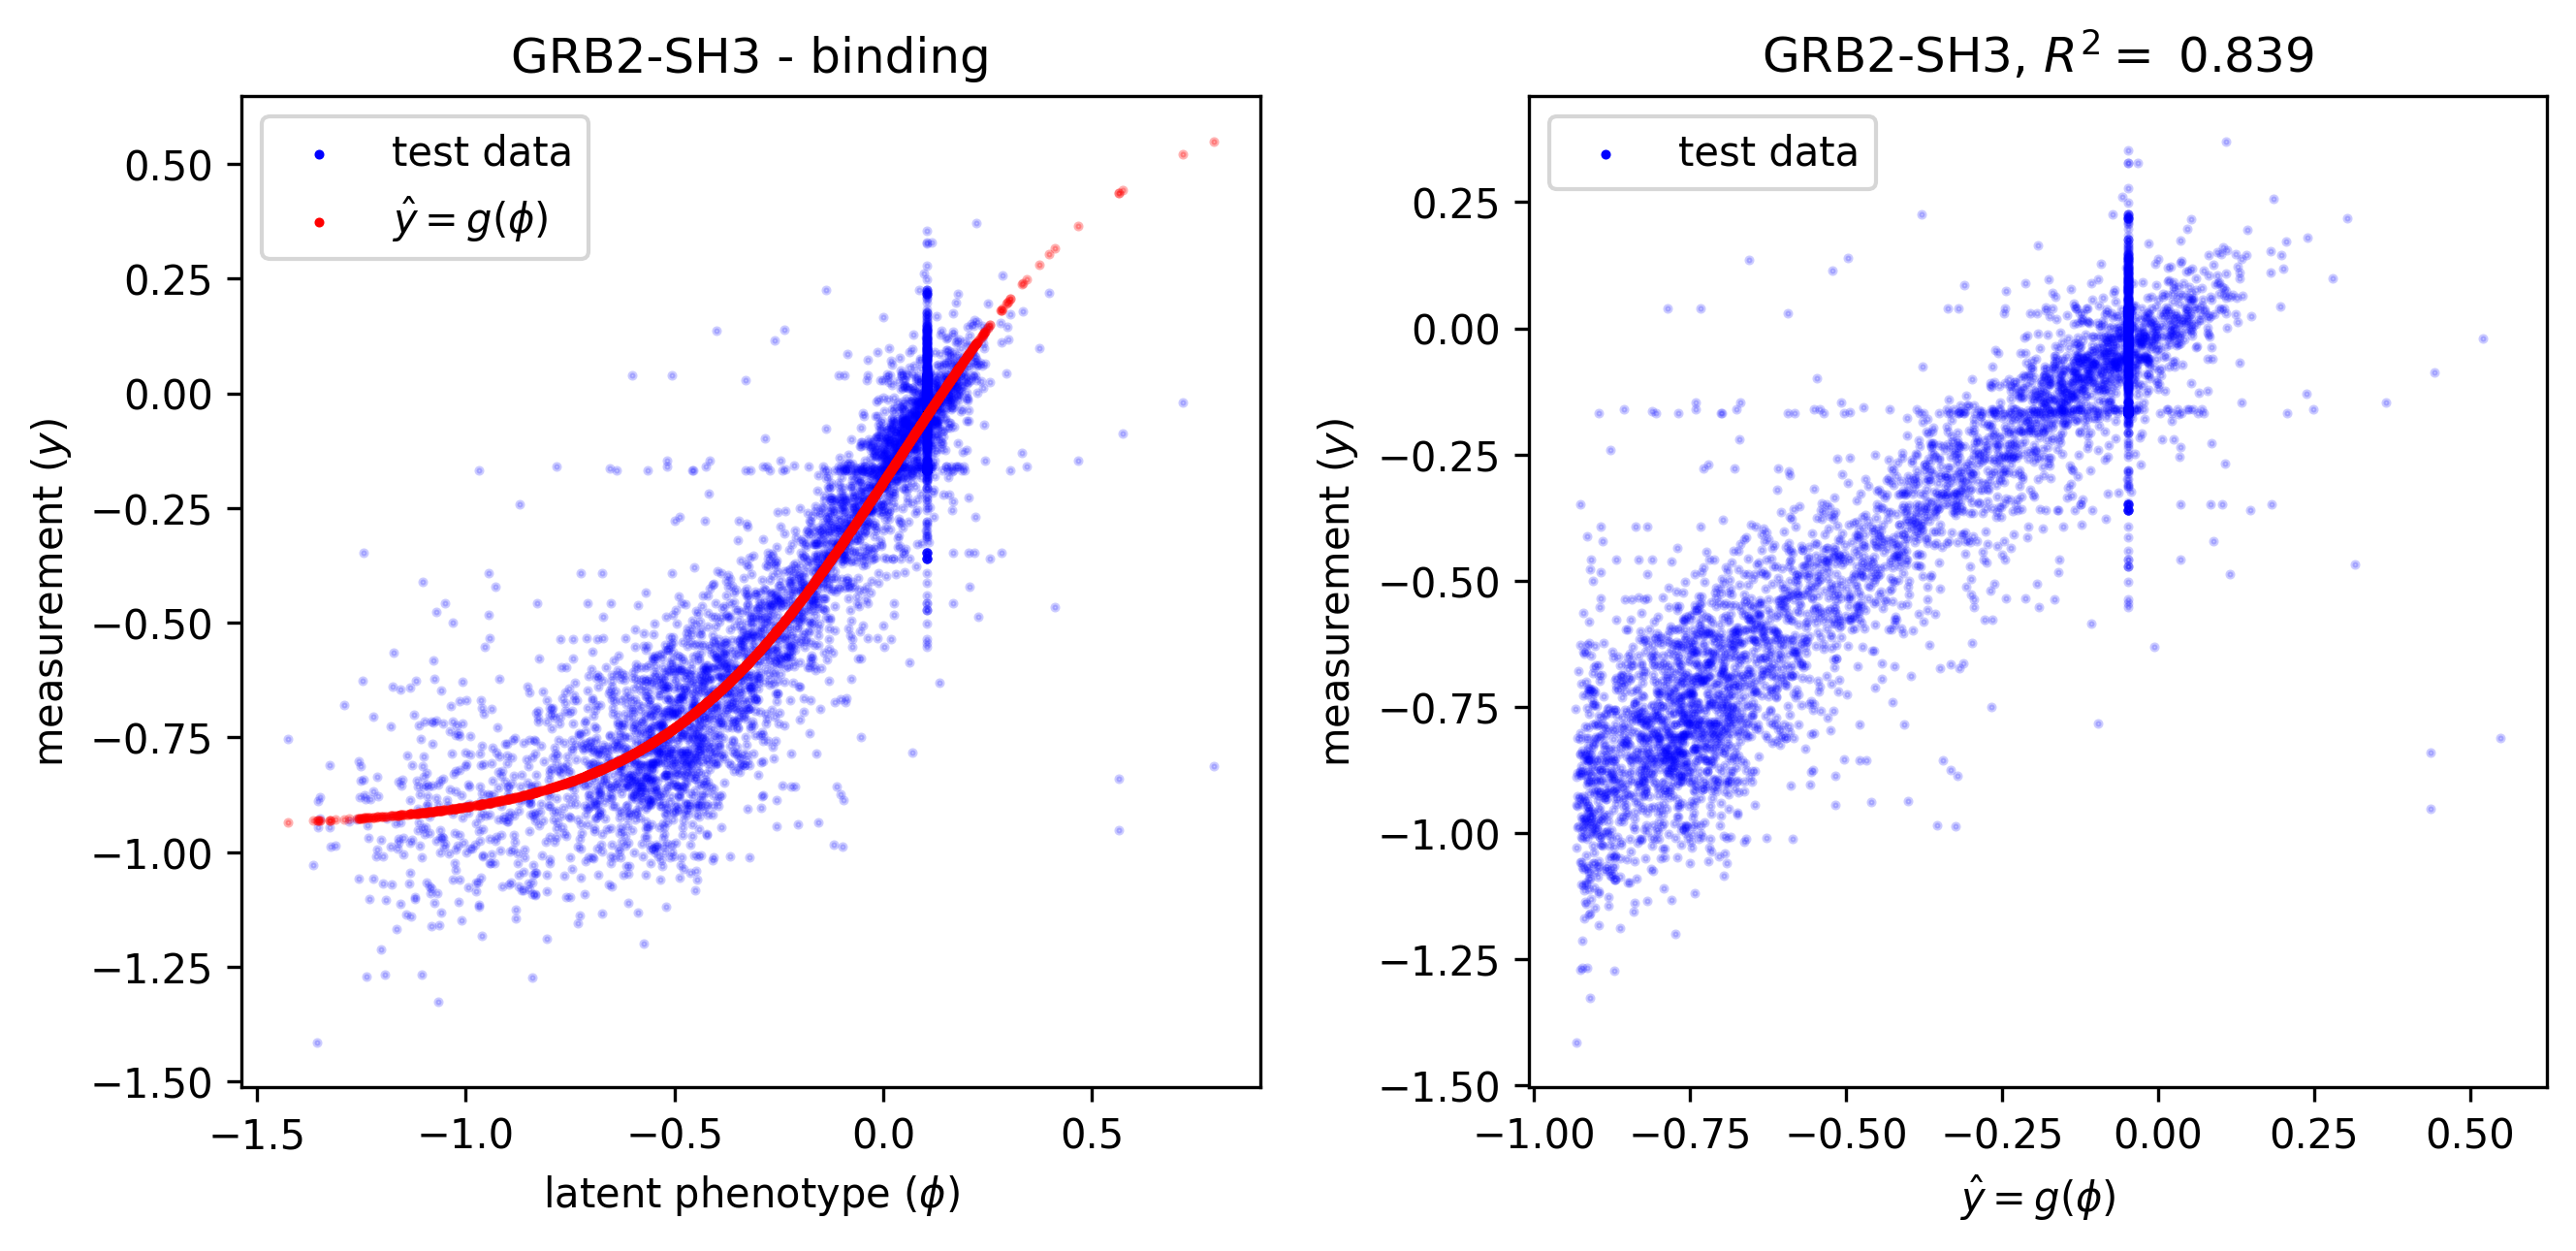 GRB2-SH3 - binding
test data
ŷ = g(ϕ)
0.50
0.25
0.00
−0.25
−0.50
−0.75
−1.00
−1.25
−1.50
measurement (y)
−1.5 −1.0 −0.5 0.0 0.5
latent phenotype (ϕ)
GRB2-SH3, R² = 0.839
test data
0.25
0.00
−0.25
−0.50
−0.75
−1.00
−1.25
−1.50
measurement (y)
−1.00 −0.75 −0.50 −0.25 0.00 0.25 0.50
ŷ = g(ϕ)